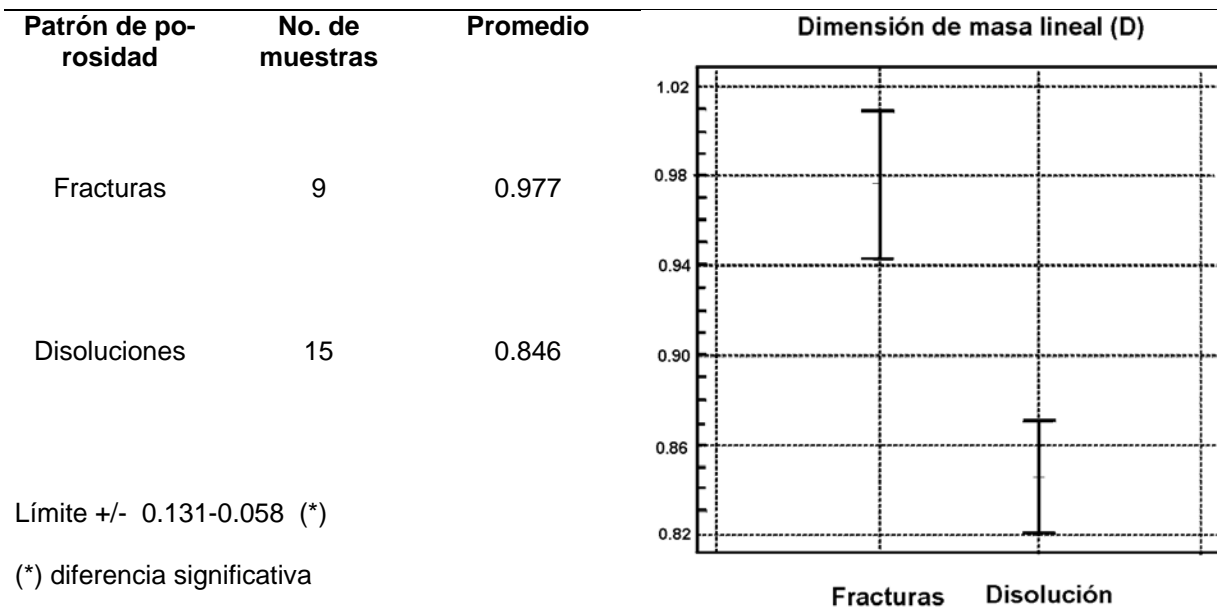 Patrón de po-
rosidad
No. de
muestras
Promedio
Fracturas 9 0.977
Disoluciones 15 0.846
Límite +/- 0.131-0.058 (*)
(*) diferencia significativa
Dimensión de masa lineal (D)
1.02
0.98
0.94
0.90
0.86
0.82
Fracturas Disolución